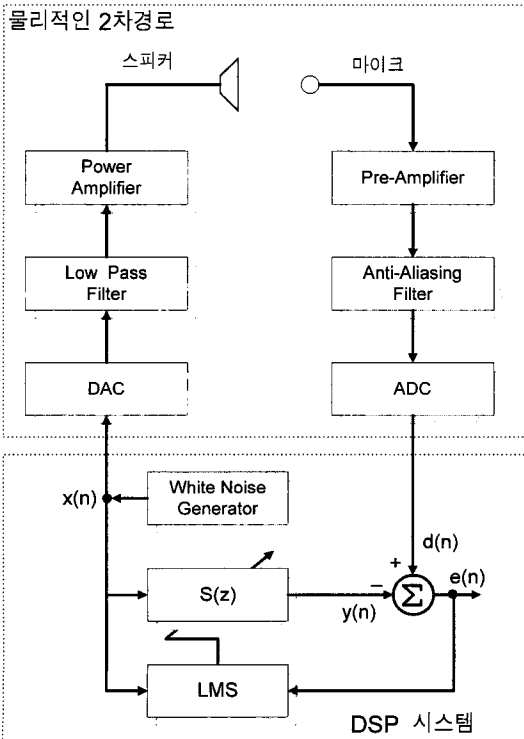 물리적인 2차경로
스피커
마이크
Power
Amplifier
Pre-Amplifier
Low Pass
Filter
Anti-Aliasing
Filter
DAC
ADC
x(n)
White Noise
Generator
d(n)
+
e(n)
S(z)
−
Σ
y(n)
LMS
DSP 시스템